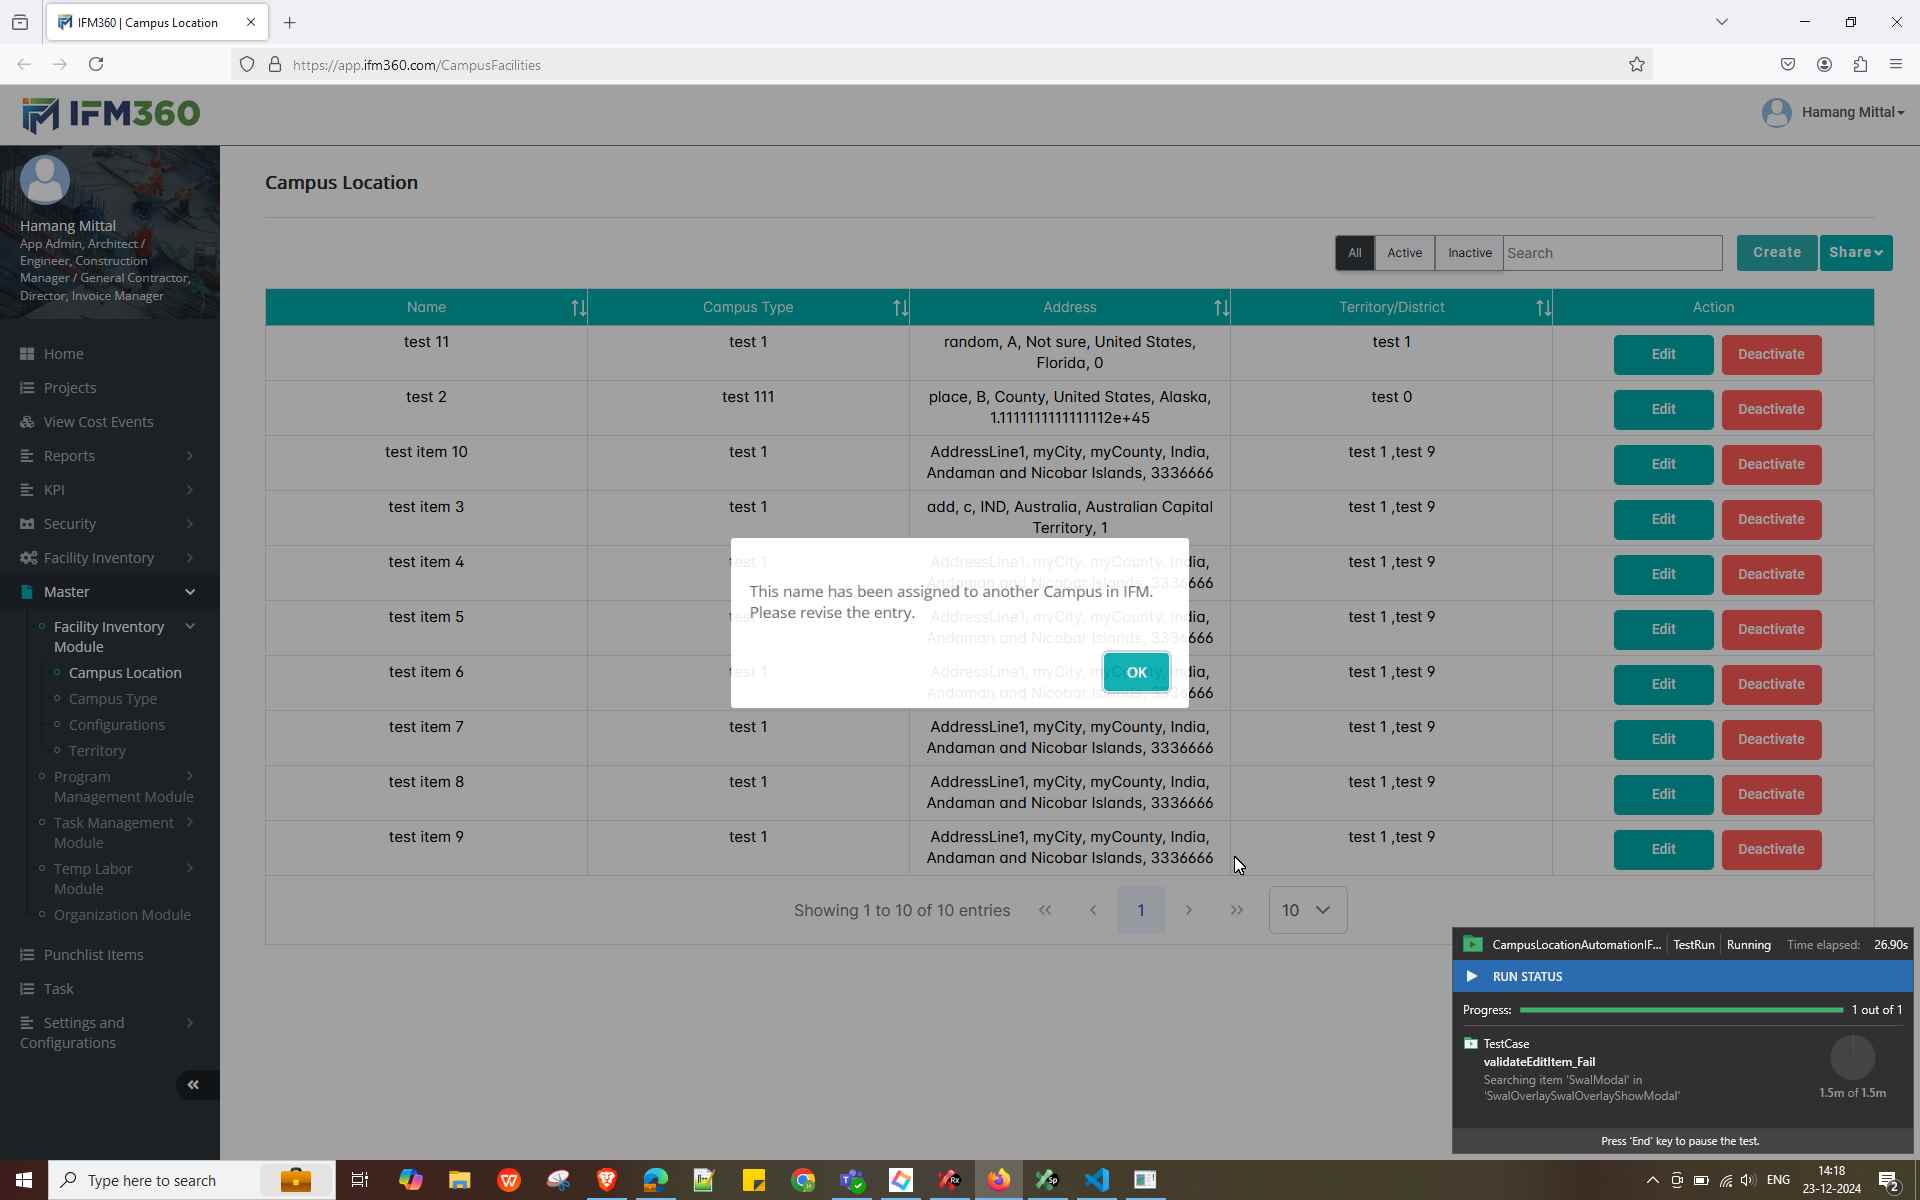 IFM360 | Campus Location
https://app.ifm360.com/CampusFacilities
IFM360
Hamang Mittal
Hamang Mittal
App Admin, Architect /
Engineer, Construction
Manager / General Contractor,
Director, Invoice Manager
Home
Projects
View Cost Events
Reports
KPI
Security
Facility Inventory
Master
Facility Inventory
Module
Campus Location
Campus Type
Configurations
Territory
Program
Management Module
Task Management
Module
Temp Labor
Module
Organization Module
Punchlist Items
Task
Settings and
Configurations
Campus Location
All Active Inactive Search Create Share
Name Campus Type Address Territory/District Action
test 11 test 1 random, A, Not sure, United States, test 1 Edit Deactivate
Florida, 0
test 2 test 111 place, B, County, United States, Alaska, test 0 Edit Deactivate
1.1111111111111112e+45
test item 10 test 1 AddressLine1, myCity, myCounty, India, test 1 ,test 9 Edit Deactivate
Andaman and Nicobar Islands, 3336666
test item 3 test 1 add, c, IND, Australia, Australian Capital test 1 ,test 9 Edit Deactivate
Territory, 1
test item 4 test 1 AddressLine1, myCity, myCounty, India, test 1 ,test 9 Edit Deactivate
Andaman and Nicobar Islands, 3336666
This name has been assigned to another Campus in IFM.
Please revise the entry.
OK
test item 5 test 1 ,test 9 Edit Deactivate
Andaman and Nicobar Islands, 3336666
test item 6 test 1 AddressLine1, myCity, myCounty, India, test 1 ,test 9 Edit Deactivate
Andaman and Nicobar Islands, 3336666
test item 7 test 1 AddressLine1, myCity, myCounty, India, test 1 ,test 9 Edit Deactivate
Andaman and Nicobar Islands, 3336666
test item 8 test 1 AddressLine1, myCity, myCounty, India, test 1 ,test 9 Edit Deactivate
Andaman and Nicobar Islands, 3336666
test item 9 test 1 AddressLine1, myCity, myCounty, India, test 1 ,test 9 Edit Deactivate
Andaman and Nicobar Islands, 3336666
Showing 1 to 10 of 10 entries 1 10
CampusLocationAutomationIF... TestRun Running Time elapsed: 26.90s
RUN STATUS
Progress: 1 out of 1
TestCase
validateEditItem_Fail
Searching item 'SwalModal' in
'SwalOverlaySwalOverlayShowModal'
1.5m of 1.5m
Press 'End' key to pause the test.
Type here to search
ENG
14:18
23-12-2024
2